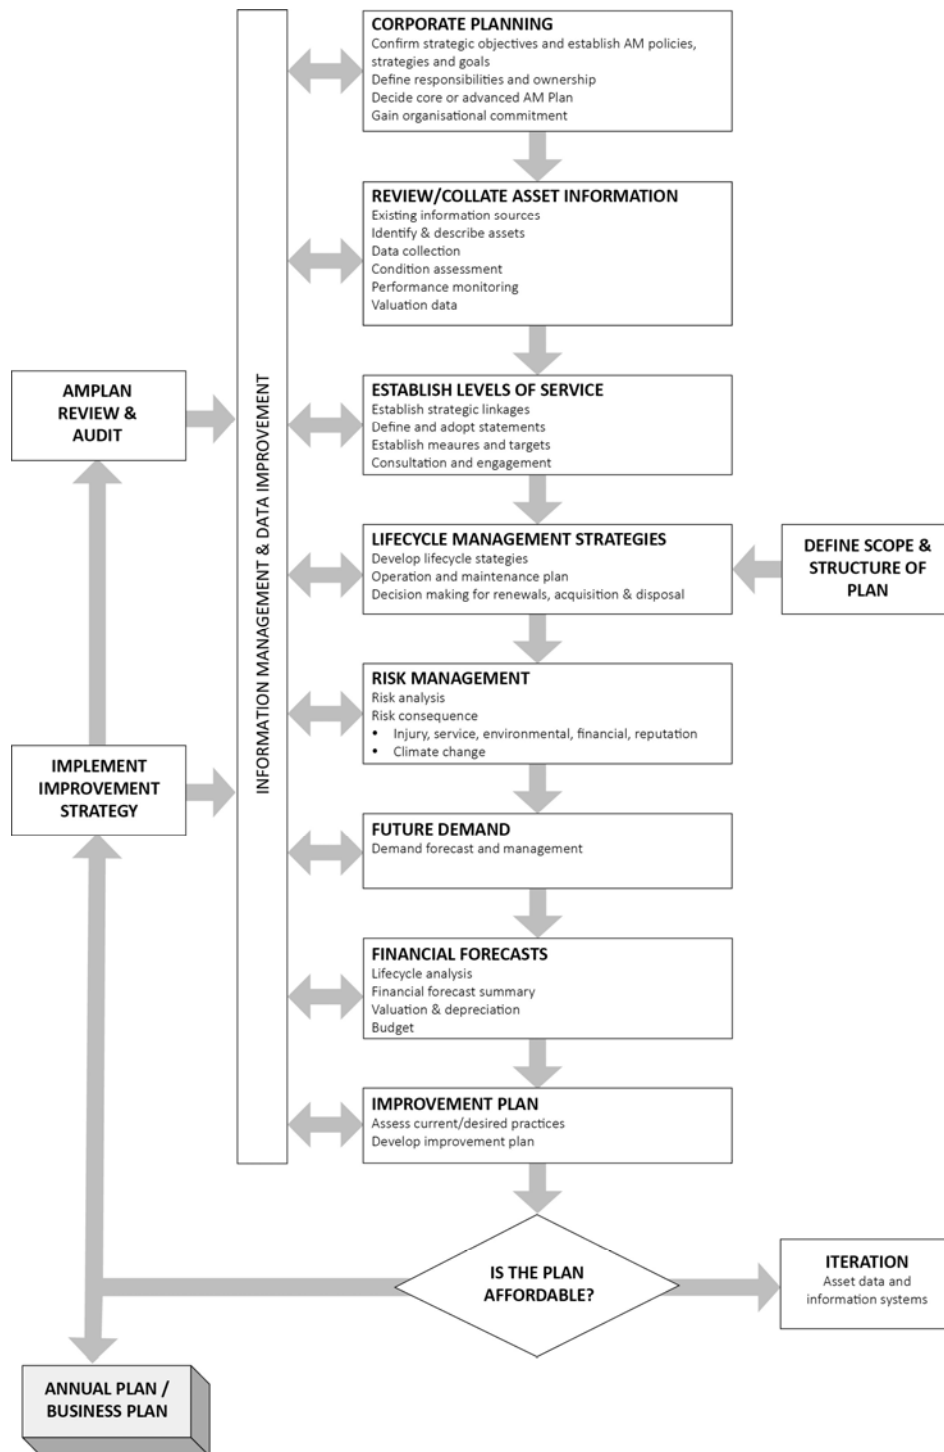 CORPORATE PLANNING
Confirm strategic objectives and establish AM policies,
strategies and goals
Define responsibilities and ownership
Decide core or advanced AM Plan
Gain organisational commitment
REVIEW/COLLATE ASSET INFORMATION
Existing information sources
Identify & describe assets
Data collection
Condition assessment
Performance monitoring
Valuation data
AMPLAN
REVIEW &
AUDIT
INFORMATION MANAGEMENT & DATA IMPROVEMENT
ESTABLISH LEVELS OF SERVICE
Establish strategic linkages
Define and adopt statements
Establish meaures and targets
Consultation and engagement
LIFECYCLE MANAGEMENT STRATEGIES
Develop lifecycle stategies
Operation and maintenance plan
Decision making for renewals, acquisition & disposal
DEFINE SCOPE &
STRUCTURE OF
PLAN
RISK MANAGEMENT
Risk analysis
Risk consequence
• Injury, service, environmental, financial, reputation
• Climate change
IMPLEMENT
IMPROVEMENT
STRATEGY
FUTURE DEMAND
Demand forecast and management
FINANCIAL FORECASTS
Lifecycle analysis
Financial forecast summary
Valuation & depreciation
Budget
IMPROVEMENT PLAN
Assess current/desired practices
Develop improvement plan
IS THE PLAN
AFFORDABLE?
ITERATION
Asset data and
information systems
ANNUAL PLAN /
BUSINESS PLAN